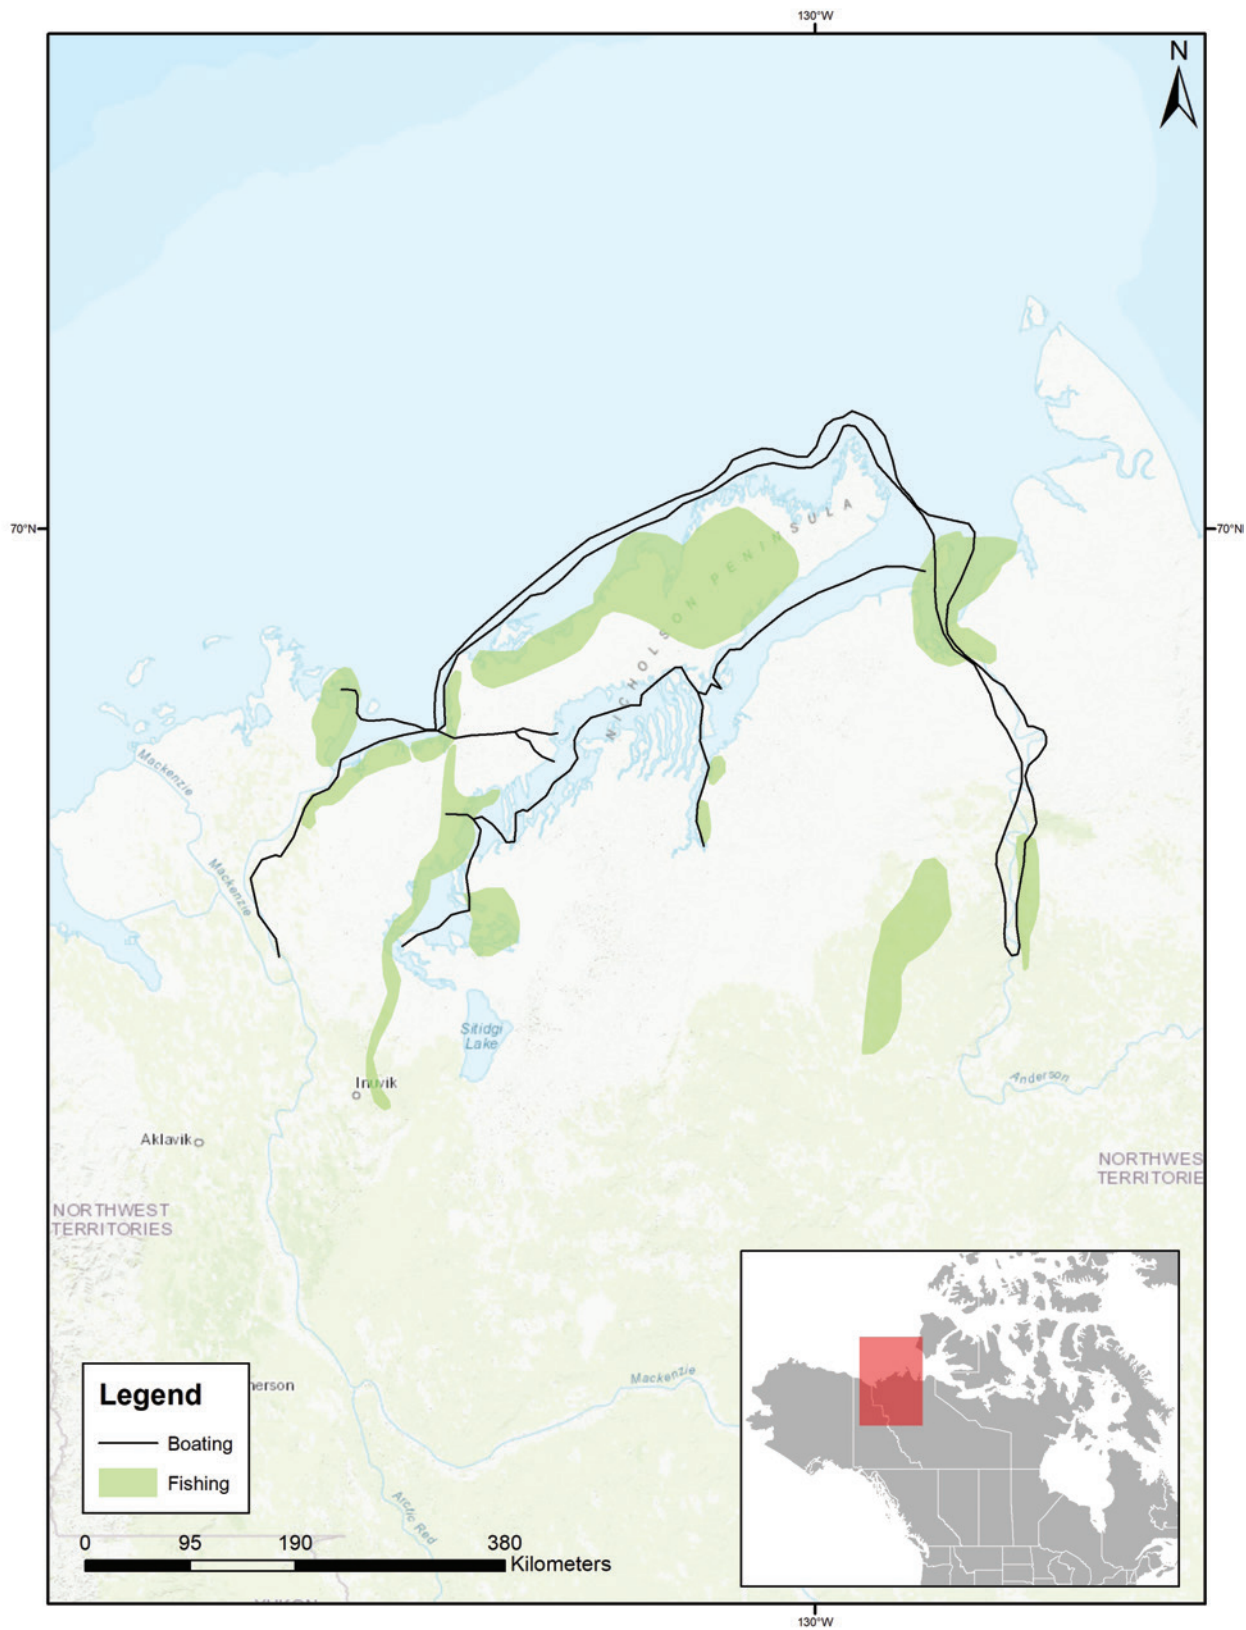 130°W
N
70°N
70°N
NICHOLSON PENINSULA
Mackenzie
Mackenzie
Sitidgi
Lake
Inuvik
Anderson
Aklavik
NORTHWES
TERRITORIE
NORTHWEST
TERRITORIES
Mackenzie
herson
Legend
Boating
Fishing
Arctic Red
0 95 190 380
Kilometers
130°W